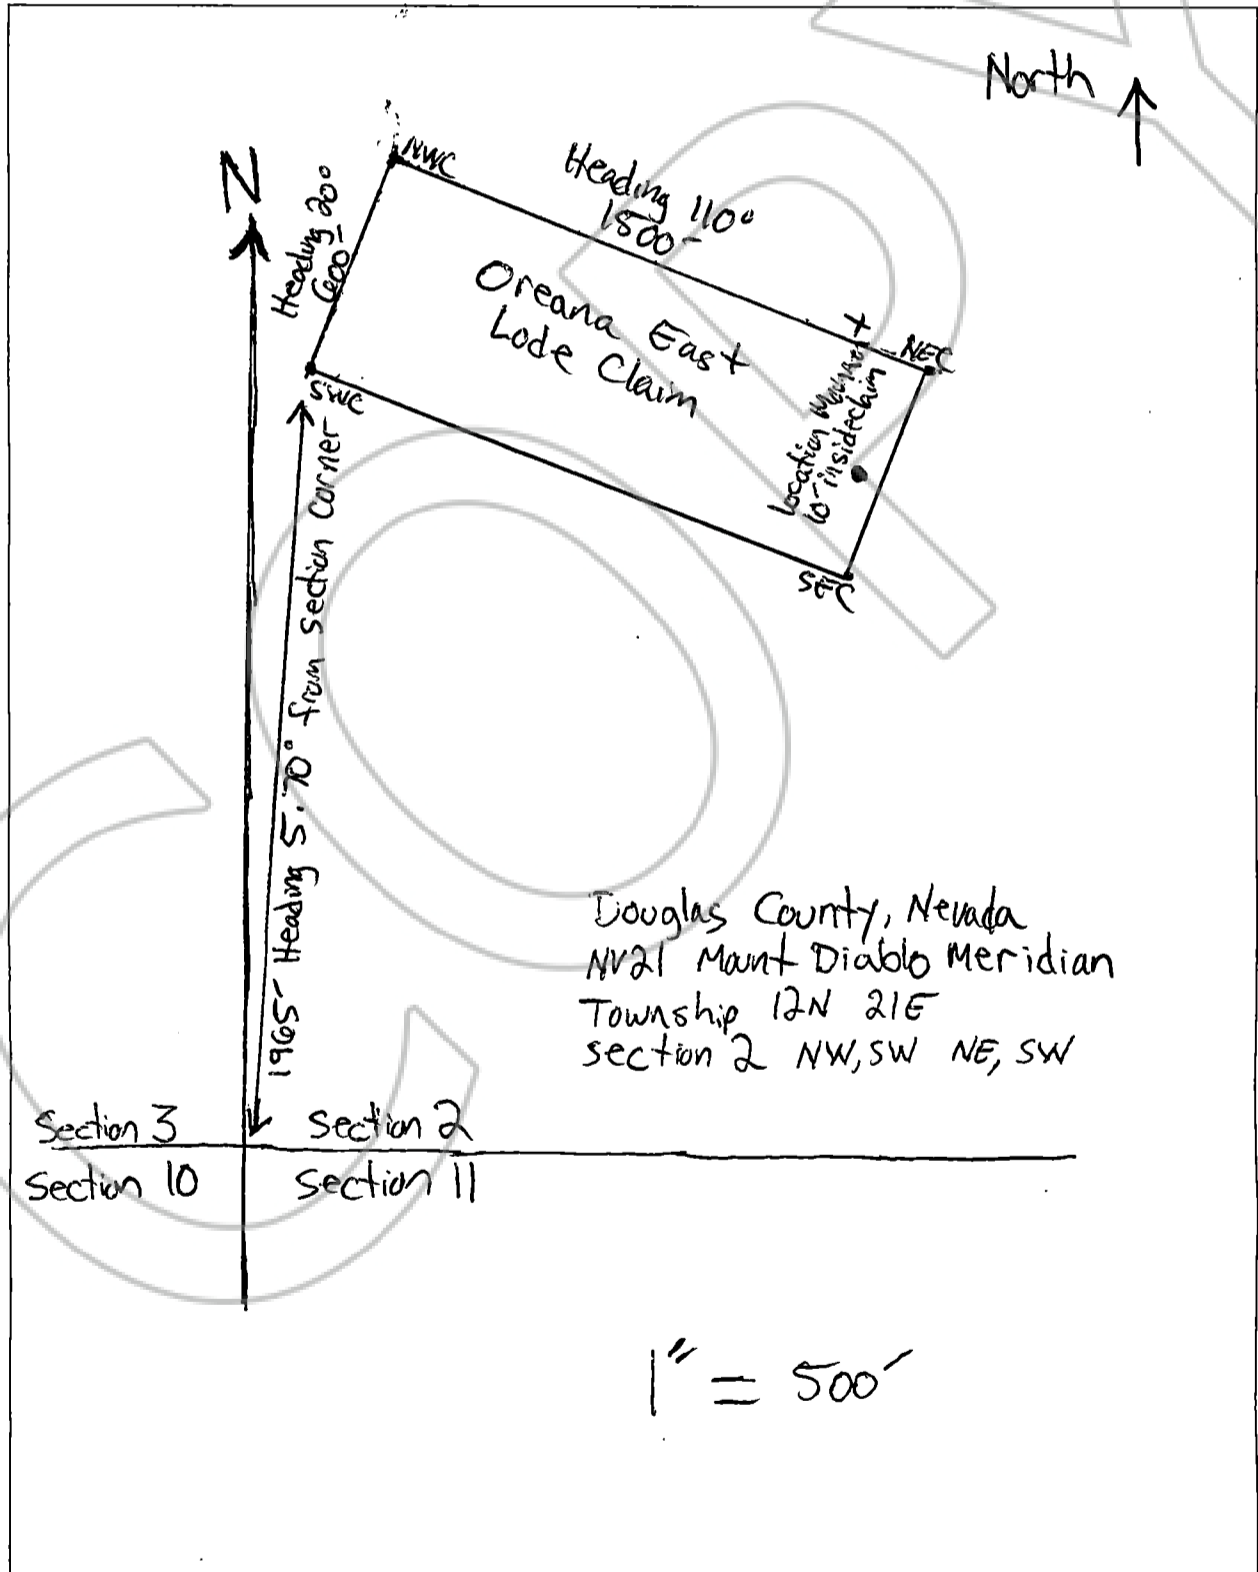 North
N
NWC
Heading 110°
1500'
Heading 20°
600'
Oreana East
Lode Claim
NEC
Location Monument
10' inside claim
SWC
SEC
1965' Heading 5.70° from section corner
Douglas County, Nevada
NV21 Mount Diablo Meridian
Township 12N 21E
Section 2 NW, SW NE, SW
Section 3
Section 2
Section 10
Section 11
1" = 500'
COPY